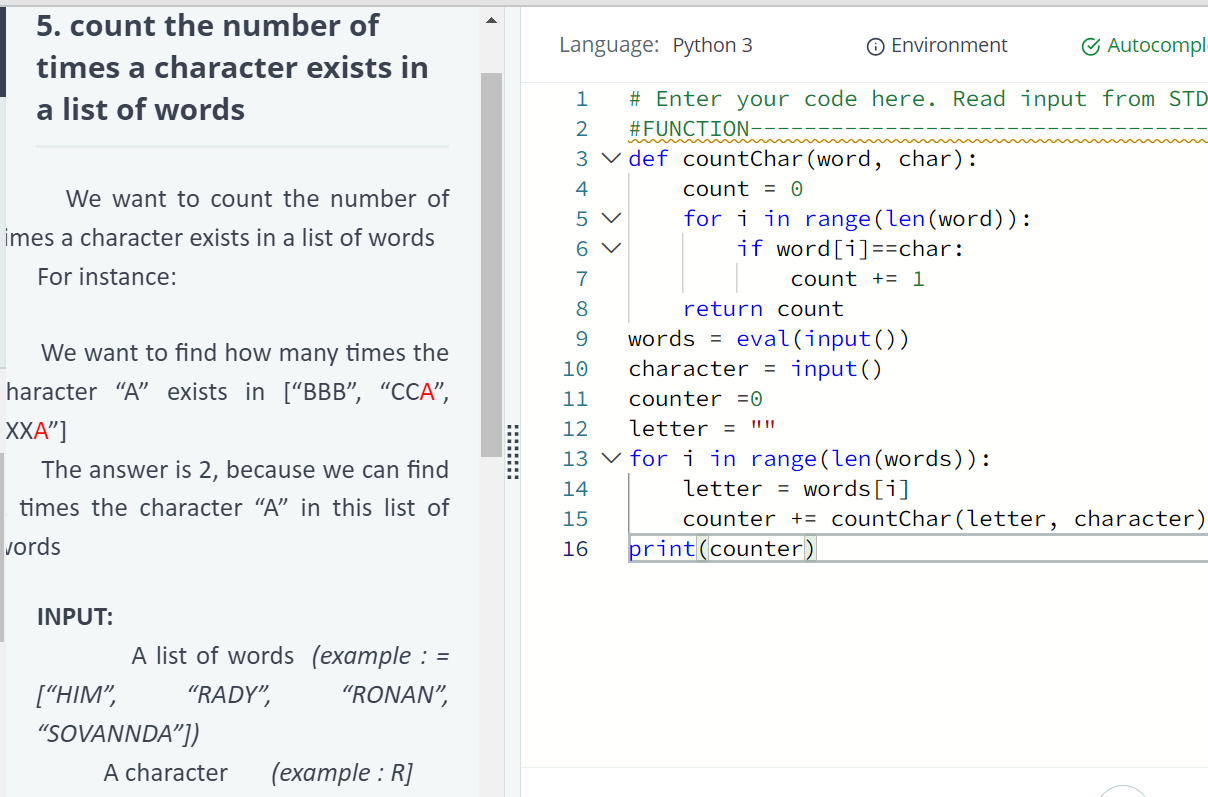 5. count the number of
times a character exists in
a list of words
We want to count the number of
imes a character exists in a list of words
For instance:
We want to find how many times the
haracter “A” exists in [“BBB”, “CCA”,
XXA”]
The answer is 2, because we can find
times the character “A” in this list of
words
INPUT:
A list of words (example : =
[“HIM”, “RADY”, “RONAN”,
“SOVANNDA”])
A character (example : R]
Language: Python 3 Environment Autocompl
1 # Enter your code here. Read input from STD
2 #FUNCTION----------------------------------
3 def countChar(word, char):
4 count = 0
5 for i in range(len(word)):
6 if word[i]==char:
7 count += 1
8 return count
9 words = eval(input())
10 character = input()
11 counter =0
12 letter = ""
13 for i in range(len(words)):
14 letter = words[i]
15 counter += countChar(letter, character)
16 print(counter)